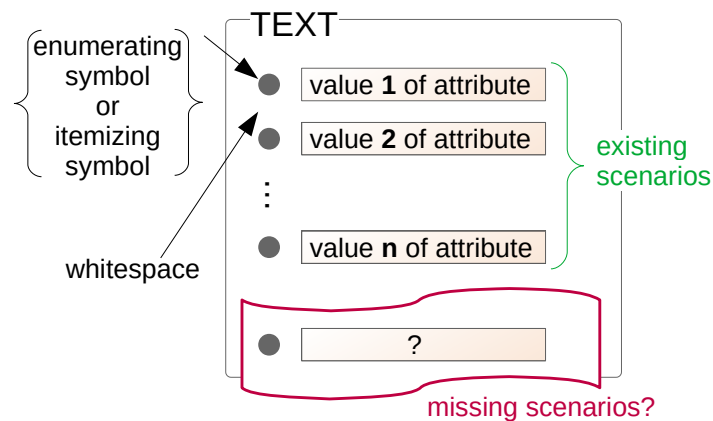 TEXT
enumerating
symbol
or
itemizing
symbol
value 1 of attribute
value 2 of attribute
...
value n of attribute
existing
scenarios
whitespace
?
missing scenarios?